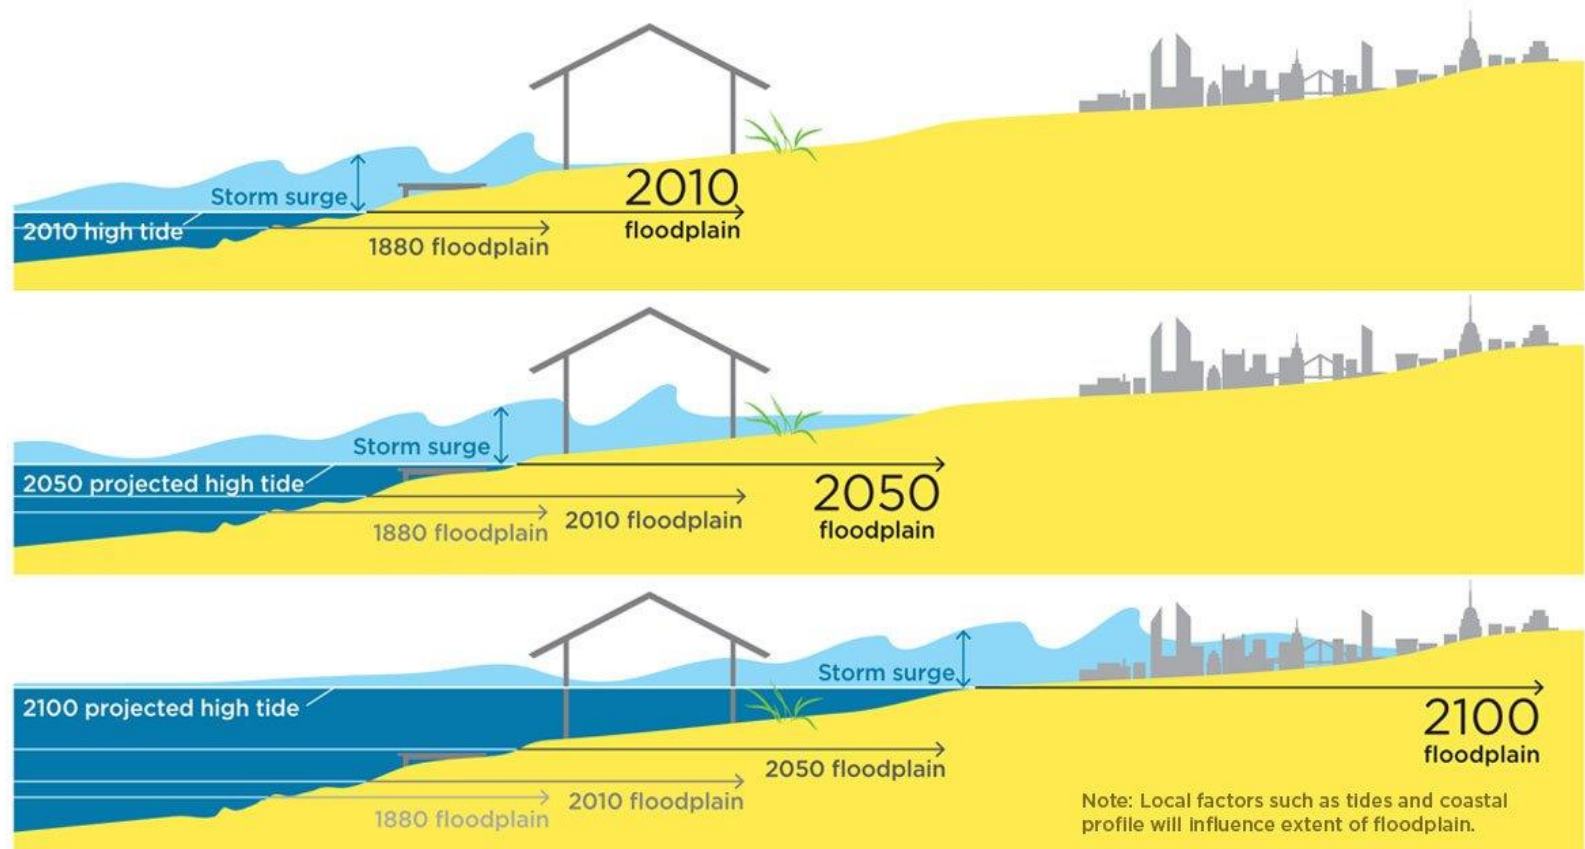 Storm surge
2010 high tide
1880 floodplain
2010
floodplain
Storm surge
2050 projected high tide
1880 floodplain
2010 floodplain
2050
floodplain
Storm surge
2100 projected high tide
1880 floodplain
2010 floodplain
2050 floodplain
2100
floodplain
Note: Local factors such as tides and coastal
profile will influence extent of floodplain.